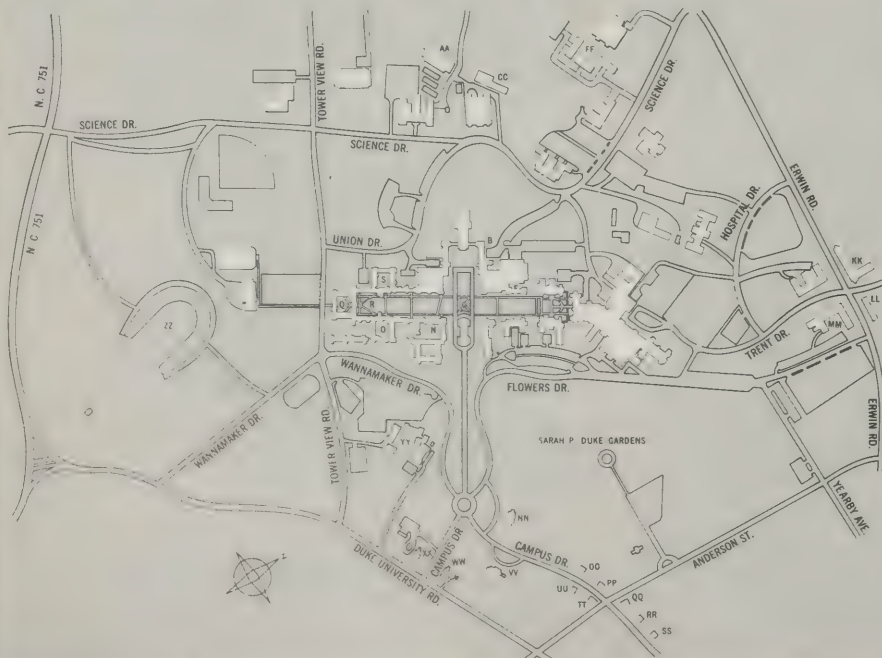 AA
CC
FF
N. C 751
TOWER VIEW RD.
SCIENCE DR.
SCIENCE DR.
SCIENCE DR.
ERWIN RD.
HOSPITAL DR.
N C 751
UNION DR.
B
S
Q
R
O
N
KK
LL
MM
TRENT DR.
ZZ
WANNAMAKER DR.
FLOWERS DR.
ERWIN RD.
WANNAMAKER DR.
TOWER VIEW RD.
YY
SARAH P. DUKE GARDENS
YEARBY AVE.
NN
CAMPUS DR
CAMPUS DR.
ANDERSON ST.
XX
WW
VV
OO
PP
UU
TT
QQ
RR
SS
DUKE UNIVERSITY RD.
Z